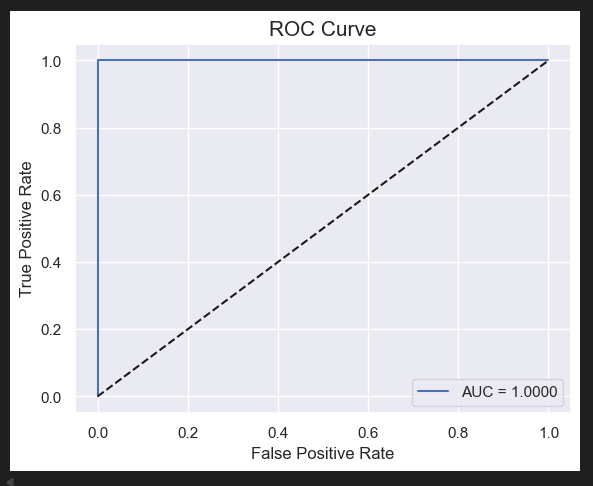 ROC Curve
1.0
0.8
0.6
0.4
0.2
0.0
True Positive Rate
AUC = 1.0000
0.0 0.2 0.4 0.6 0.8 1.0
False Positive Rate